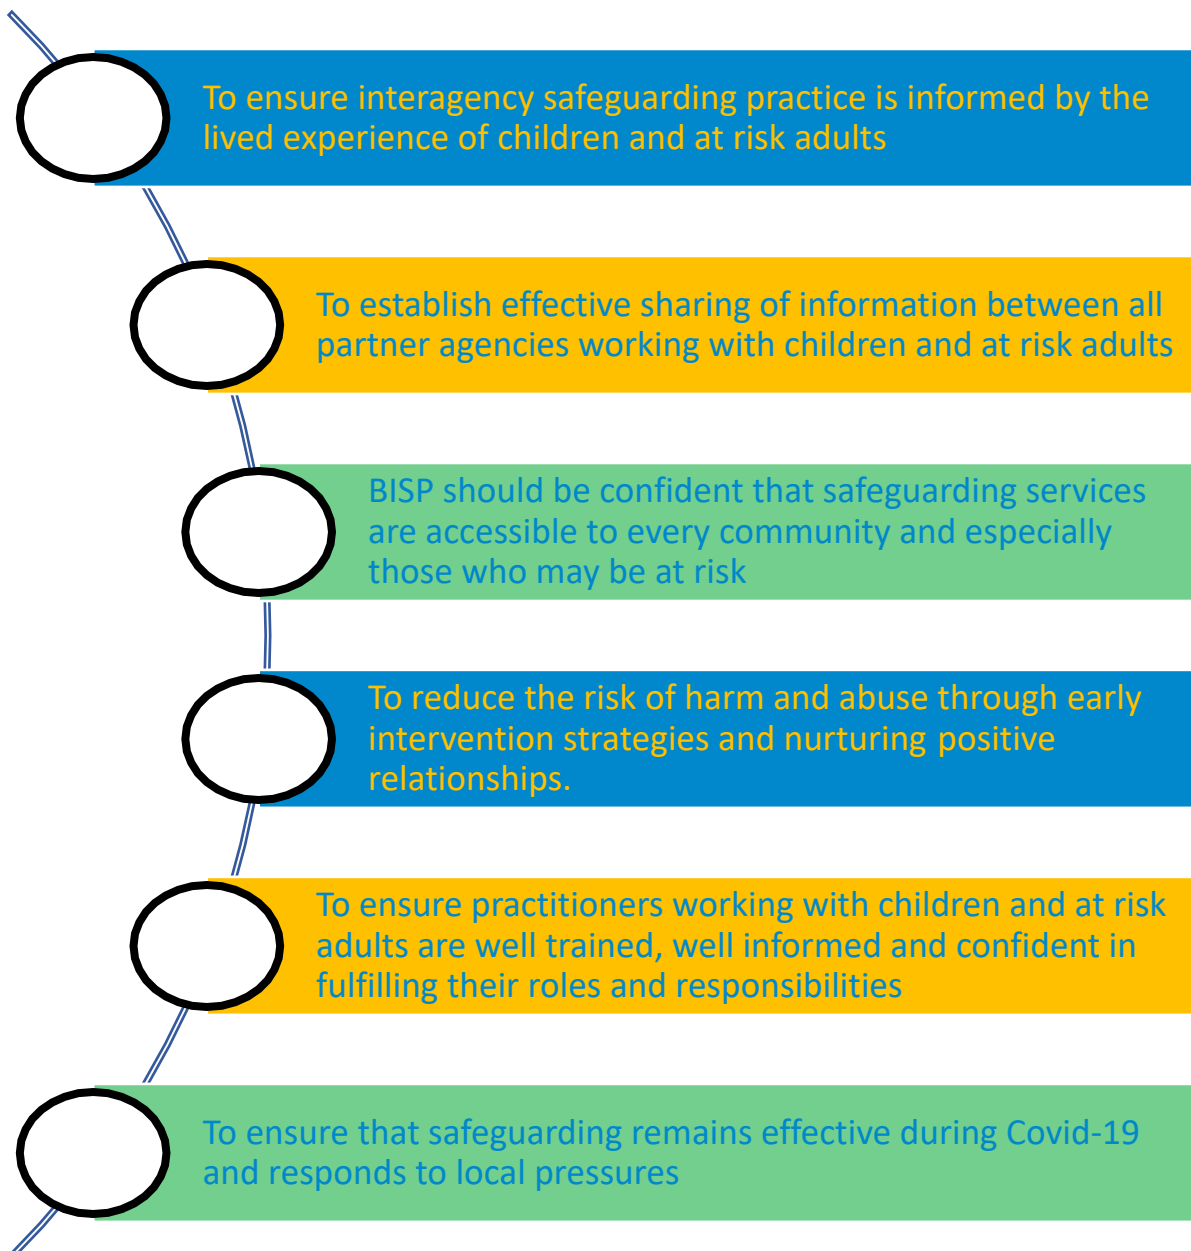 To ensure interagency safeguarding practice is informed by the
lived experience of children and at risk adults
To establish effective sharing of information between all
partner agencies working with children and at risk adults
BISP should be confident that safeguarding services
are accessible to every community and especially
those who may be at risk
To reduce the risk of harm and abuse through early
intervention strategies and nurturing positive
relationships.
To ensure practitioners working with children and at risk
adults are well trained, well informed and confident in
fulfilling their roles and responsibilities
To ensure that safeguarding remains effective during Covid-19
and responds to local pressures